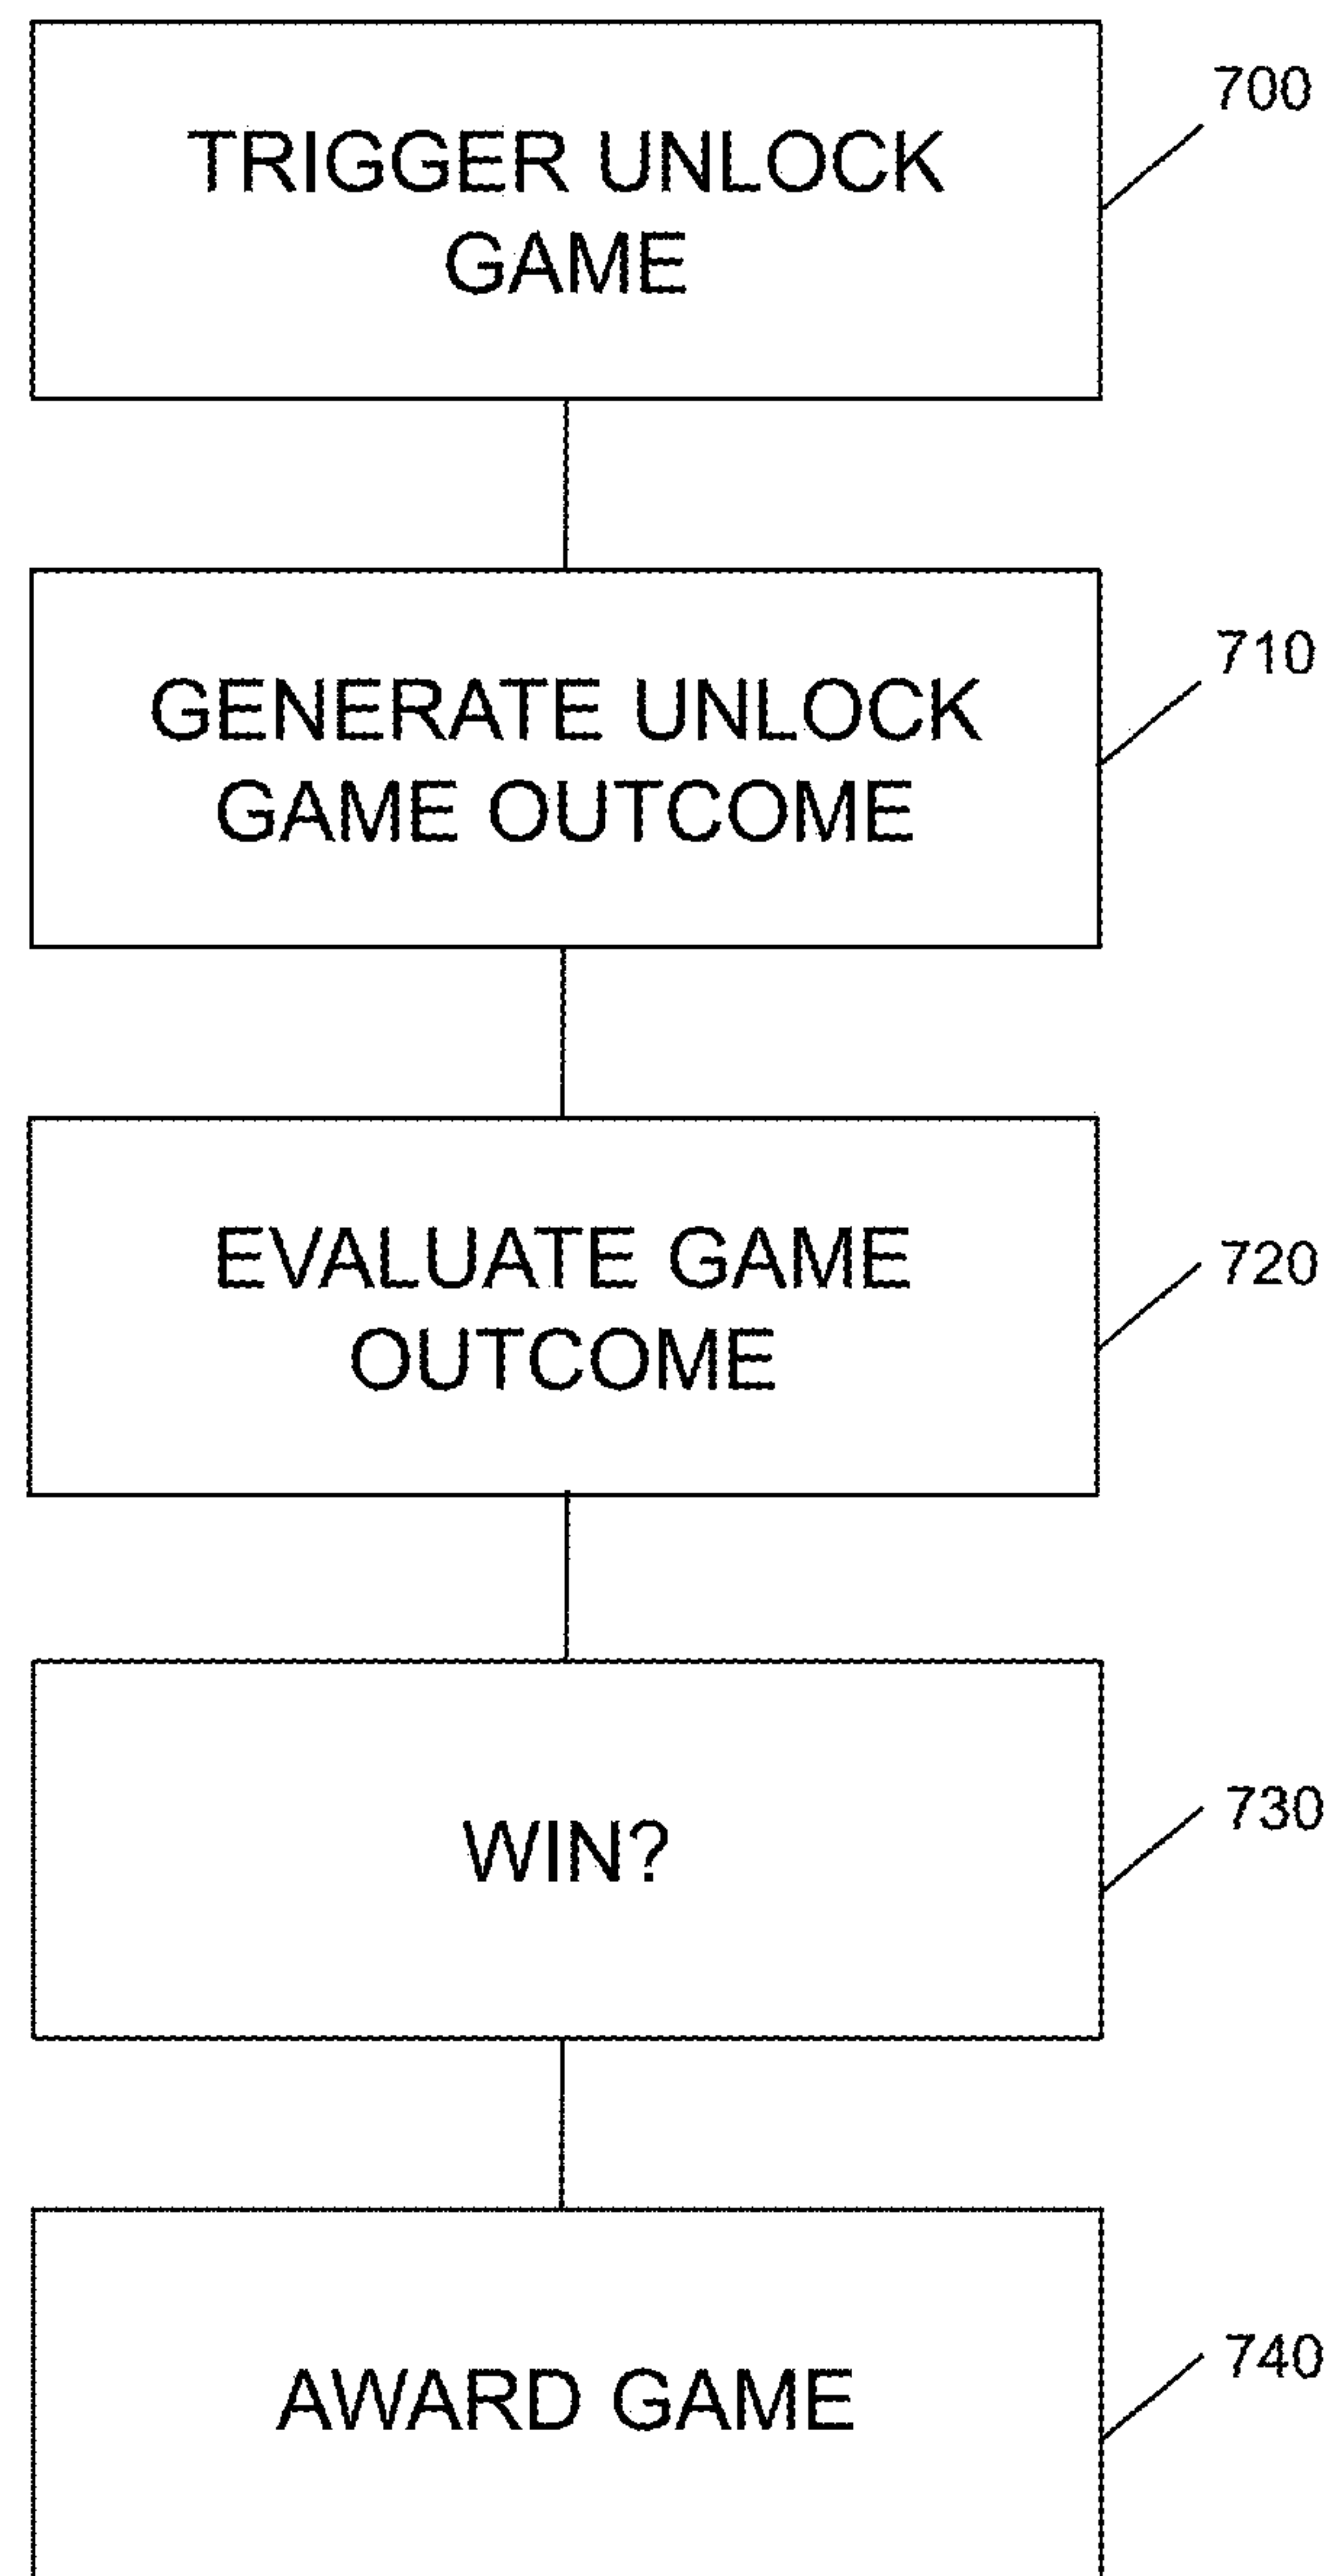 700
TRIGGER UNLOCK
GAME
710
GENERATE UNLOCK
GAME OUTCOME
720
EVALUATE GAME
OUTCOME
730
WIN?
740
AWARD GAME